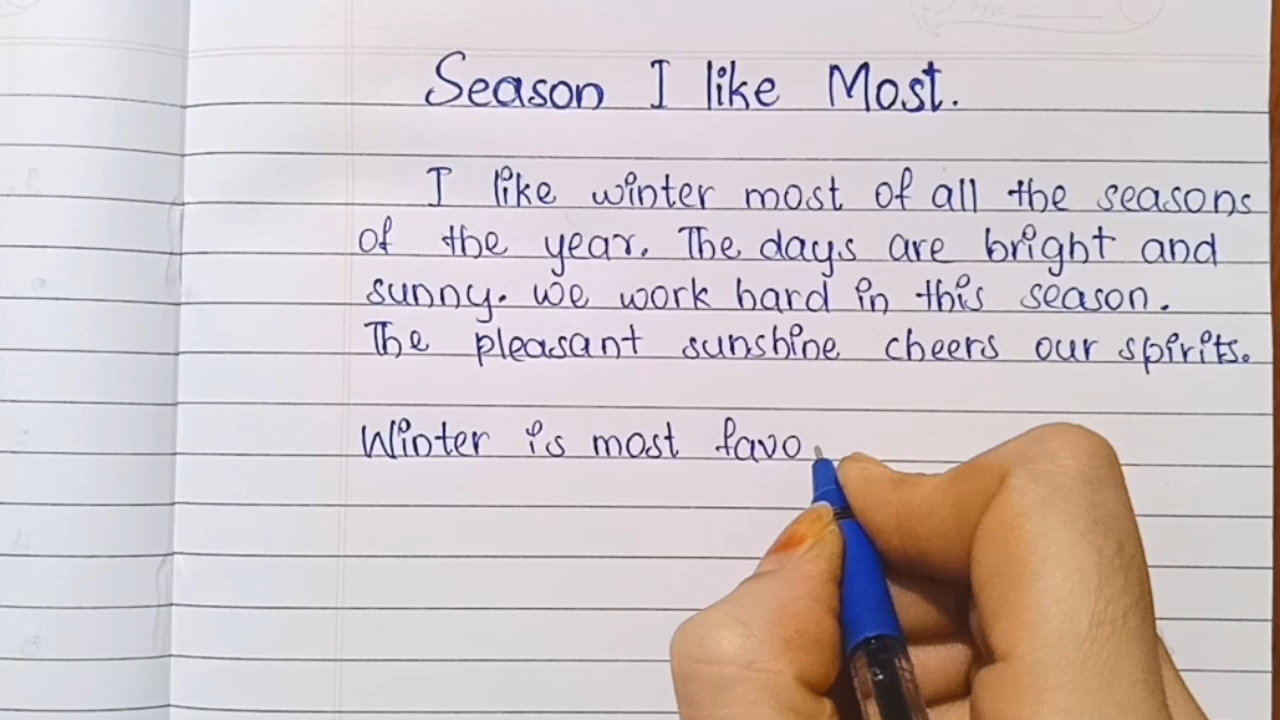 Season I like Most.
I like winter most of all the seasons
of the year. The days are bright and
sunny. We work hard in this season.
The pleasant sunshine cheers our spirits.
Winter is most favo